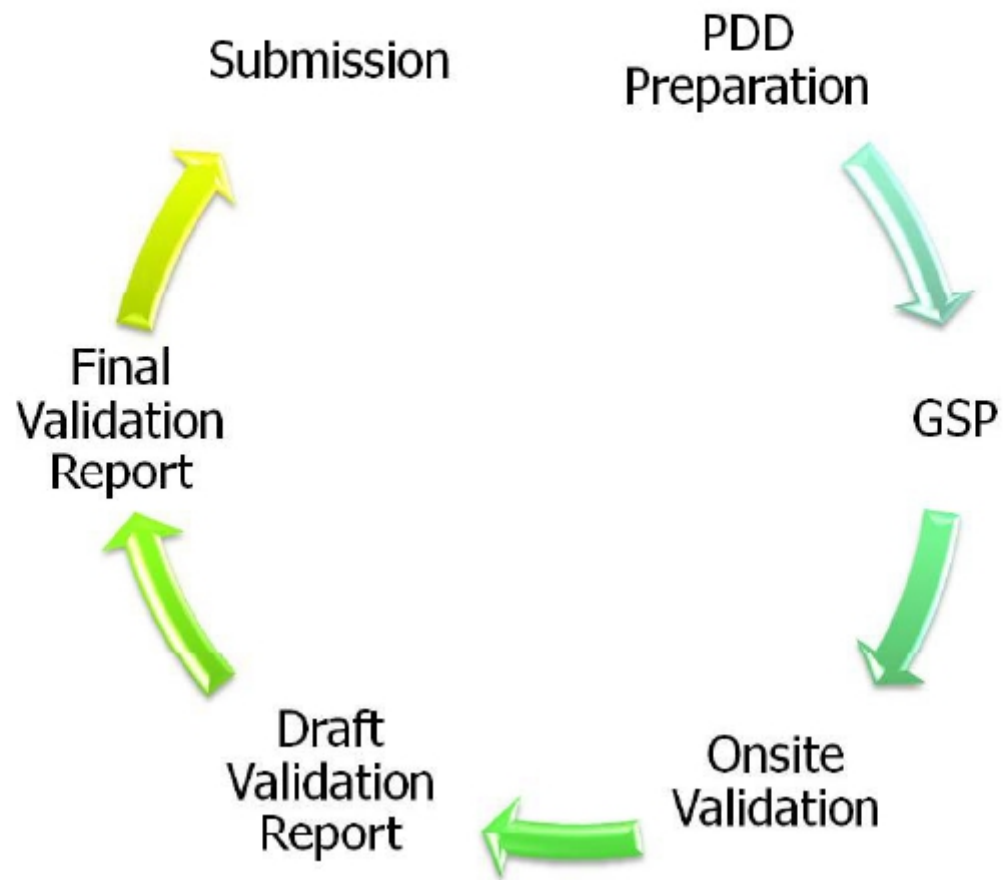 PDD
Preparation
GSP
Onsite
Validation
Draft
Validation
Report
Final
Validation
Report
Submission